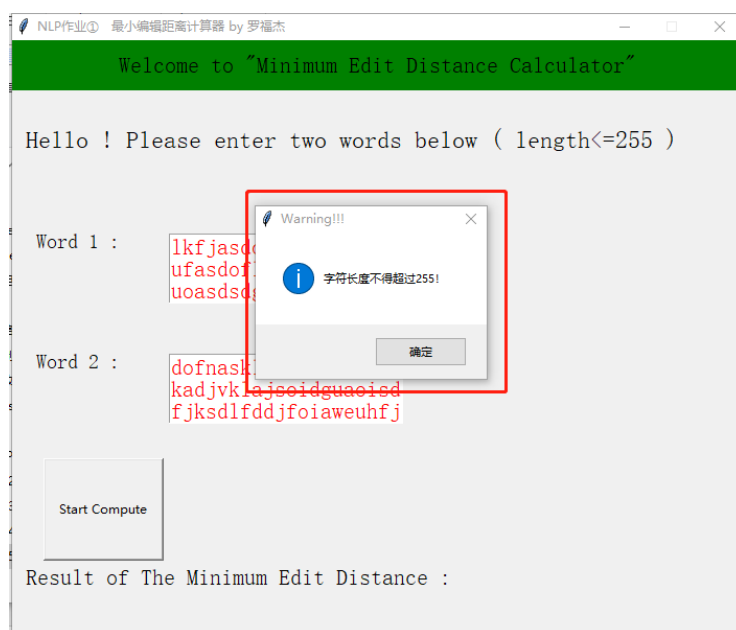 NLP作业① 最小编辑距离计算器 by 罗福杰
Welcome to "Minimum Edit Distance Calculator"
Hello ! Please enter two words below ( length<=255 )
Warning!!!
字符长度不得超过255!
确定
Word 1 :
lkfjasd
ufasdof
uoasdsdg
Word 2 :
dofnask
kadjvklajsoidguaoisd
fjksdlfddjfoiaweuhfj
Start Compute
Result of The Minimum Edit Distance :